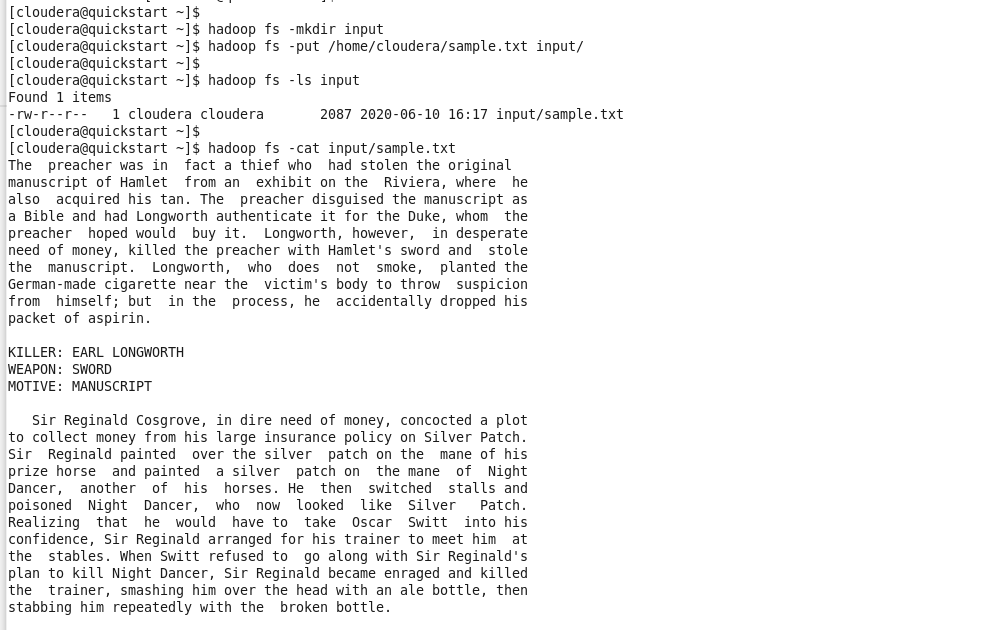 [cloudera@quickstart ~]$
[cloudera@quickstart ~]$ hadoop fs -mkdir input
[cloudera@quickstart ~]$ hadoop fs -put /home/cloudera/sample.txt input/
[cloudera@quickstart ~]$
[cloudera@quickstart ~]$ hadoop fs -ls input
Found 1 items
-rw-r--r--   1 cloudera cloudera       2087 2020-06-10 16:17 input/sample.txt
[cloudera@quickstart ~]$
[cloudera@quickstart ~]$ hadoop fs -cat input/sample.txt
The  preacher was in  fact a thief who  had stolen the original
manuscript of Hamlet  from an  exhibit on the  Riviera, where  he
also  acquired his tan. The  preacher disguised the manuscript as
a Bible and had Longworth authenticate it for the Duke, whom  the
preacher  hoped would  buy it.  Longworth, however,  in desperate
need of money, killed the preacher with Hamlet's sword and  stole
the  manuscript.  Longworth,  who  does  not  smoke,  planted the
German-made cigarette near the  victim's body to throw  suspicion
from  himself; but  in the  process, he  accidentally dropped his
packet of aspirin.

KILLER: EARL LONGWORTH
WEAPON: SWORD
MOTIVE: MANUSCRIPT

   Sir Reginald Cosgrove, in dire need of money, concocted a plot
to collect money from his large insurance policy on Silver Patch.
Sir  Reginald painted  over the silver  patch on the  mane of his
prize horse  and painted  a silver  patch on  the mane  of  Night
Dancer,  another  of  his  horses. He  then  switched  stalls and
poisoned  Night  Dancer,  who  now  looked  like  Silver   Patch.
Realizing  that  he  would  have to  take  Oscar  Switt  into his
confidence, Sir Reginald arranged for his trainer to meet him  at
the  stables. When Switt refused to  go along with Sir Reginald's
plan to kill Night Dancer, Sir Reginald became enraged and killed
the  trainer, smashing him over the head with an ale bottle, then
stabbing him repeatedly with the  broken bottle.